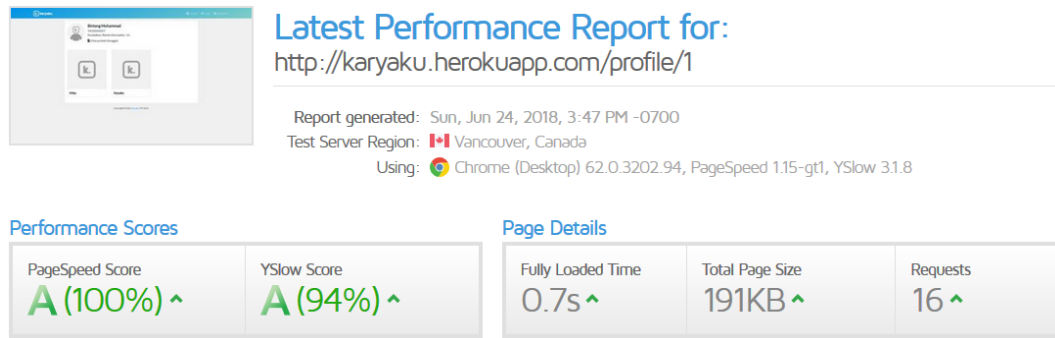 karyaku
Bintang Muhammad
k.
k.
Latest Performance Report for:
http://karyaku.herokuapp.com/profile/1
Report generated: Sun, Jun 24, 2018, 3:47 PM -0700
Test Server Region: Vancouver, Canada
Using: Chrome (Desktop) 62.0.3202.94, PageSpeed 1.15-gt1, YSlow 3.1.8
Performance Scores
PageSpeed Score
A (100%)
YSlow Score
A (94%)
Page Details
Fully Loaded Time
0.7s
Total Page Size
191KB
Requests
16